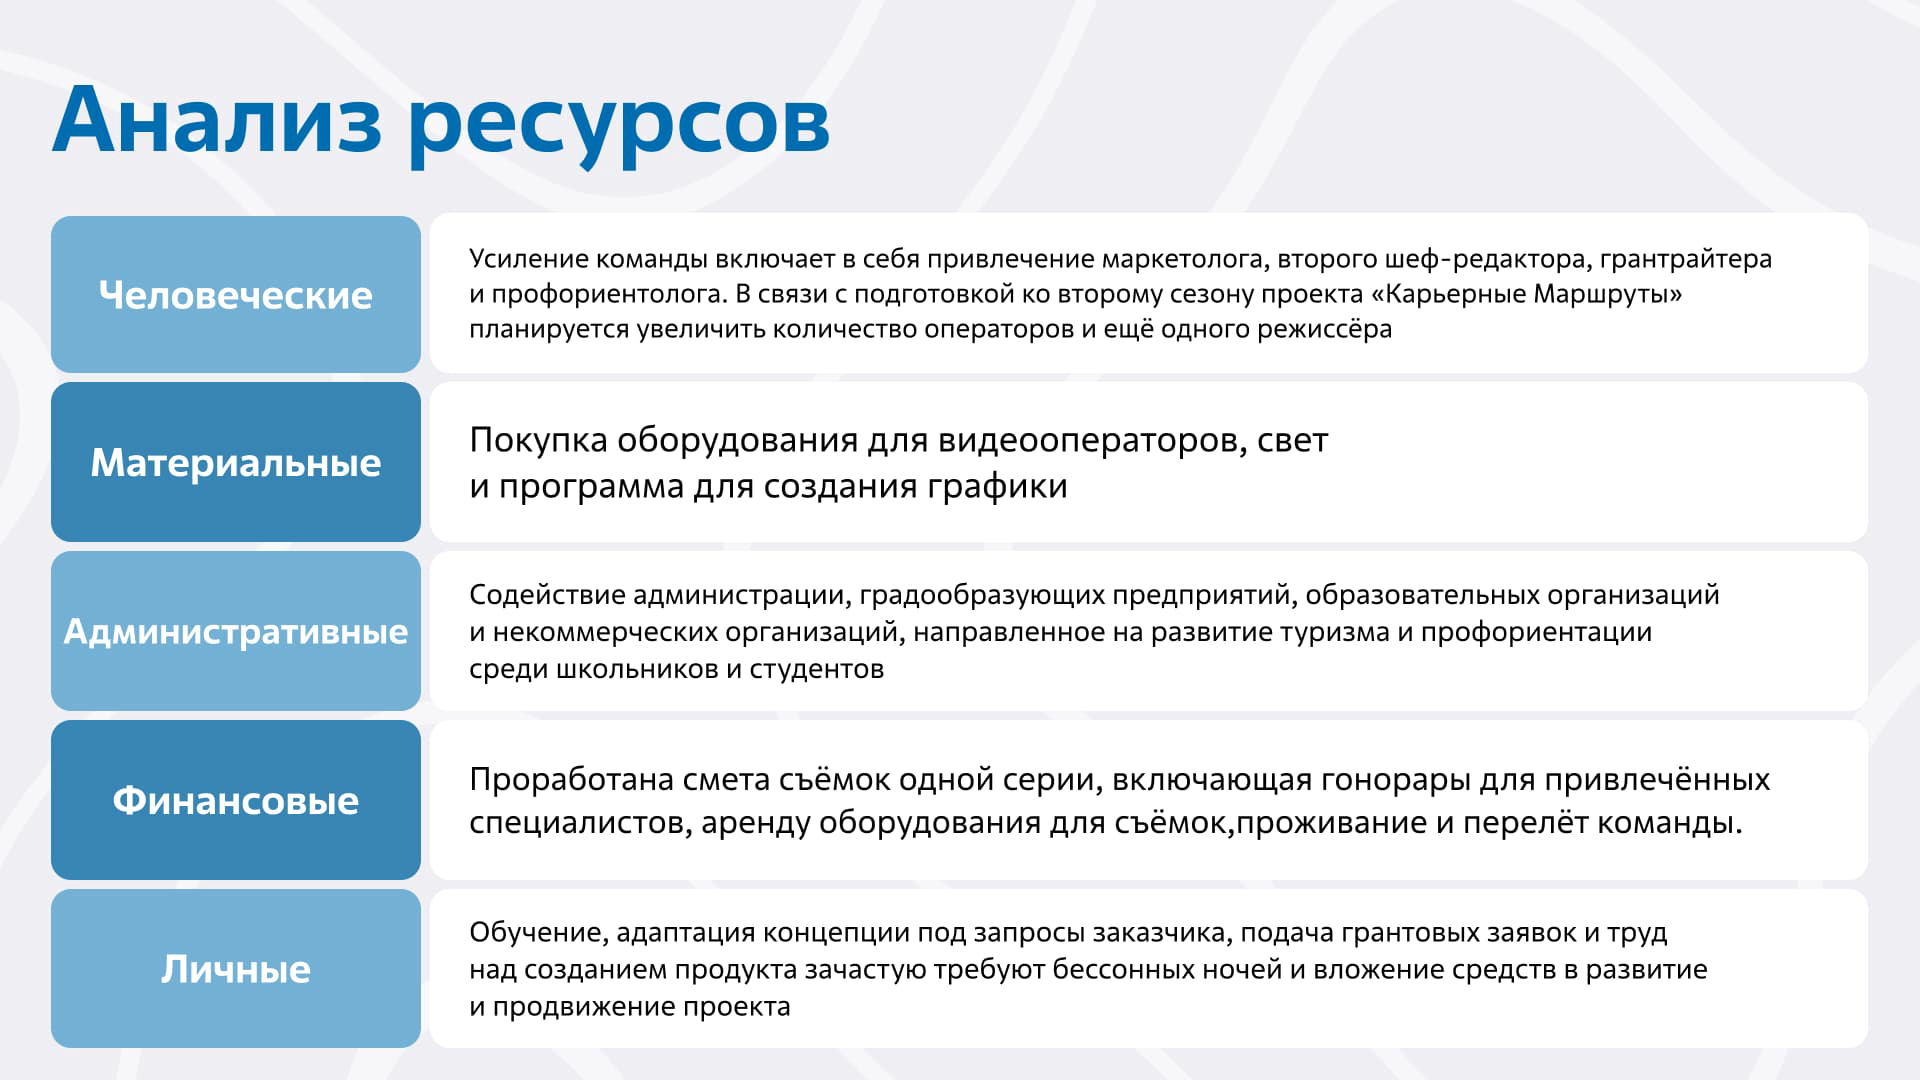 Анализ ресурсов
Человеческие
Усиление команды включает в себя привлечение маркетолога, второго шеф-редактора, грантрайтера
и профориентолога. В связи с подготовкой ко второму сезону проекта «Карьерные Маршруты»
планируется увеличить количество операторов и ещё одного режиссёра
Материальные
Покупка оборудования для видеооператоров, свет
и программа для создания графики
Административные
Содействие администрации, градообразующих предприятий, образовательных организаций
и некоммерческих организаций, направленное на развитие туризма и профориентации
среди школьников и студентов
Финансовые
Проработана смета съёмок одной серии, включающая гонорары для привлечённых
специалистов, аренду оборудования для съёмок,проживание и перелёт команды.
Личные
Обучение, адаптация концепции под запросы заказчика, подача грантовых заявок и труд
над созданием продукта зачастую требуют бессонных ночей и вложение средств в развитие
и продвижение проекта